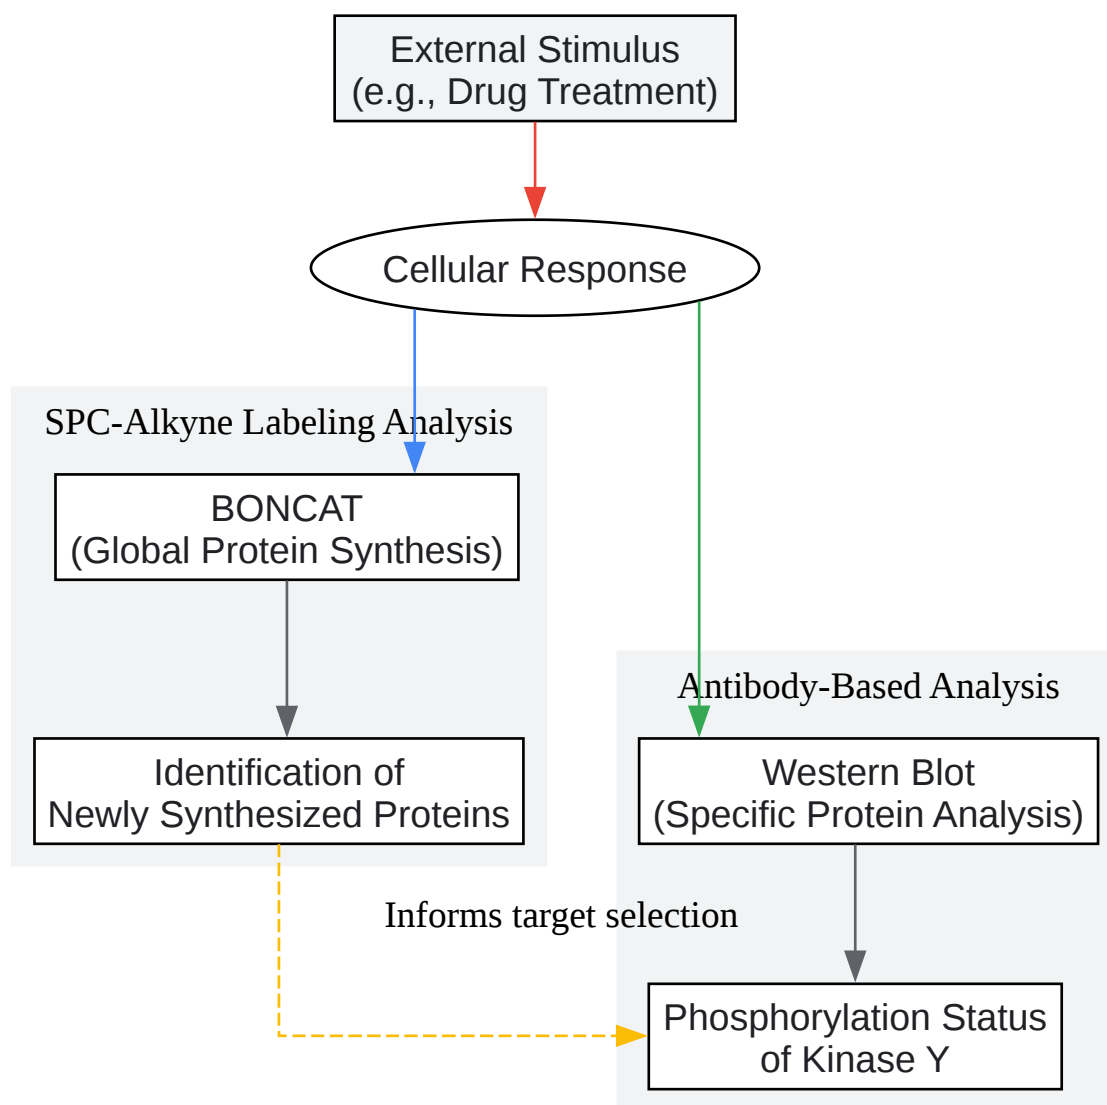 External Stimulus
(e.g., Drug Treatment)
Cellular Response
SPC-Alkyne Labeling Analysis
BONCAT
(Global Protein Synthesis)
Identification of
Newly Synthesized Proteins
Antibody-Based Analysis
Western Blot
(Specific Protein Analysis)
Informs target selection
Phosphorylation Status
of Kinase Y